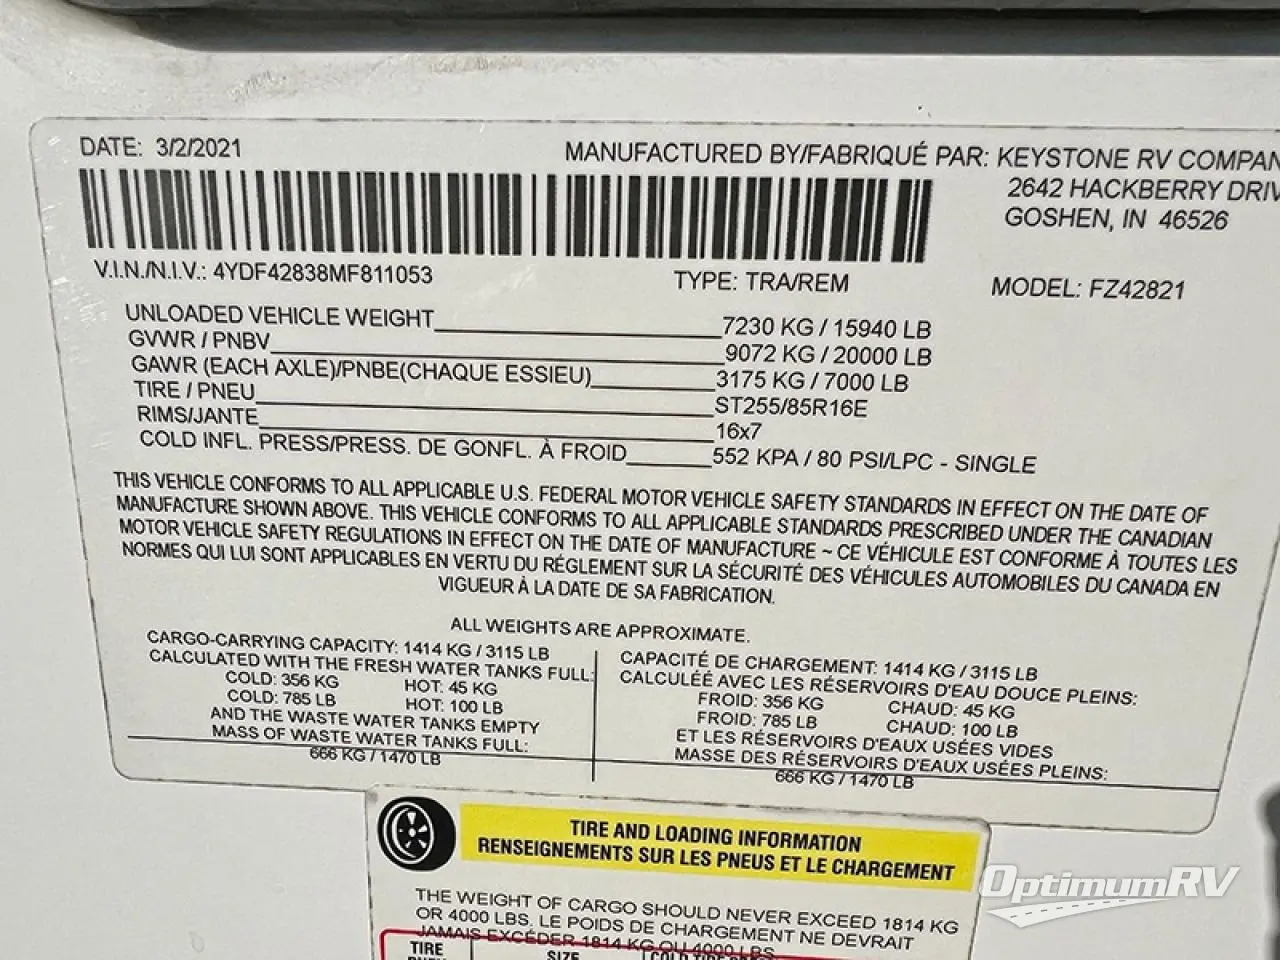 DATE: 3/2/2021
MANUFACTURED BY/FABRIQUÉ PAR: KEYSTONE RV COMPAN
2642 HACKBERRY DRIV
GOSHEN, IN 46526
V.I.N./N.I.V.: 4YDF42838MF811053 TYPE: TRA/REM MODEL: FZ42821
UNLOADED VEHICLE WEIGHT 7230 KG / 15940 LB
GVWR / PNBV 9072 KG / 20000 LB
GAWR (EACH AXLE)/PNBE(CHAQUE ESSIEU) 3175 KG / 7000 LB
TIRE / PNEU ST255/85R16E
RIMS/JANTE 16x7
COLD INFL. PRESS/PRESS. DE GONFL. À FROID 552 KPA / 80 PSI/LPC - SINGLE
THIS VEHICLE CONFORMS TO ALL APPLICABLE U.S. FEDERAL MOTOR VEHICLE SAFETY STANDARDS IN EFFECT ON THE DATE OF
MANUFACTURE SHOWN ABOVE. THIS VEHICLE CONFORMS TO ALL APPLICABLE STANDARDS PRESCRIBED UNDER THE CANADIAN
MOTOR VEHICLE SAFETY REGULATIONS IN EFFECT ON THE DATE OF MANUFACTURE ~ CE VÉHICULE EST CONFORME À TOUTES LES
NORMES QUI LUI SONT APPLICABLES EN VERTU DU RÉGLEMENT SUR LA SÉCURITÉ DES VÉHICULES AUTOMOBILES DU CANADA EN
VIGUEUR À LA DATE DE SA FABRICATION.
ALL WEIGHTS ARE APPROXIMATE.
CARGO-CARRYING CAPACITY: 1414 KG / 3115 LB
CALCULATED WITH THE FRESH WATER TANKS FULL:
COLD: 356 KG HOT: 45 KG
COLD: 785 LB HOT: 100 LB
AND THE WASTE WATER TANKS EMPTY
MASS OF WASTE WATER TANKS FULL:
666 KG / 1470 LB
CAPACITÉ DE CHARGEMENT: 1414 KG / 3115 LB
CALCULÉE AVEC LES RÉSERVOIRS D'EAU DOUCE PLEINS:
FROID: 356 KG CHAUD: 45 KG
FROID: 785 LB CHAUD: 100 LB
ET LES RÉSERVOIRS D'EAUX USÉES VIDES
MASSE DES RÉSERVOIRS D'EAUX USÉES PLEINS:
666 KG / 1470 LB
TIRE AND LOADING INFORMATION
RENSEIGNEMENTS SUR LES PNEUS ET LE CHARGEMENT
THE WEIGHT OF CARGO SHOULD NEVER EXCEED 1814 KG
OR 4000 LBS. LE POIDS DE CHARGEMENT NE DEVRAIT
JAMAIS EXCÉDER 1814 KG OU 4000 LBS
TIRE SIZE COLD TIRE
OptimumRV